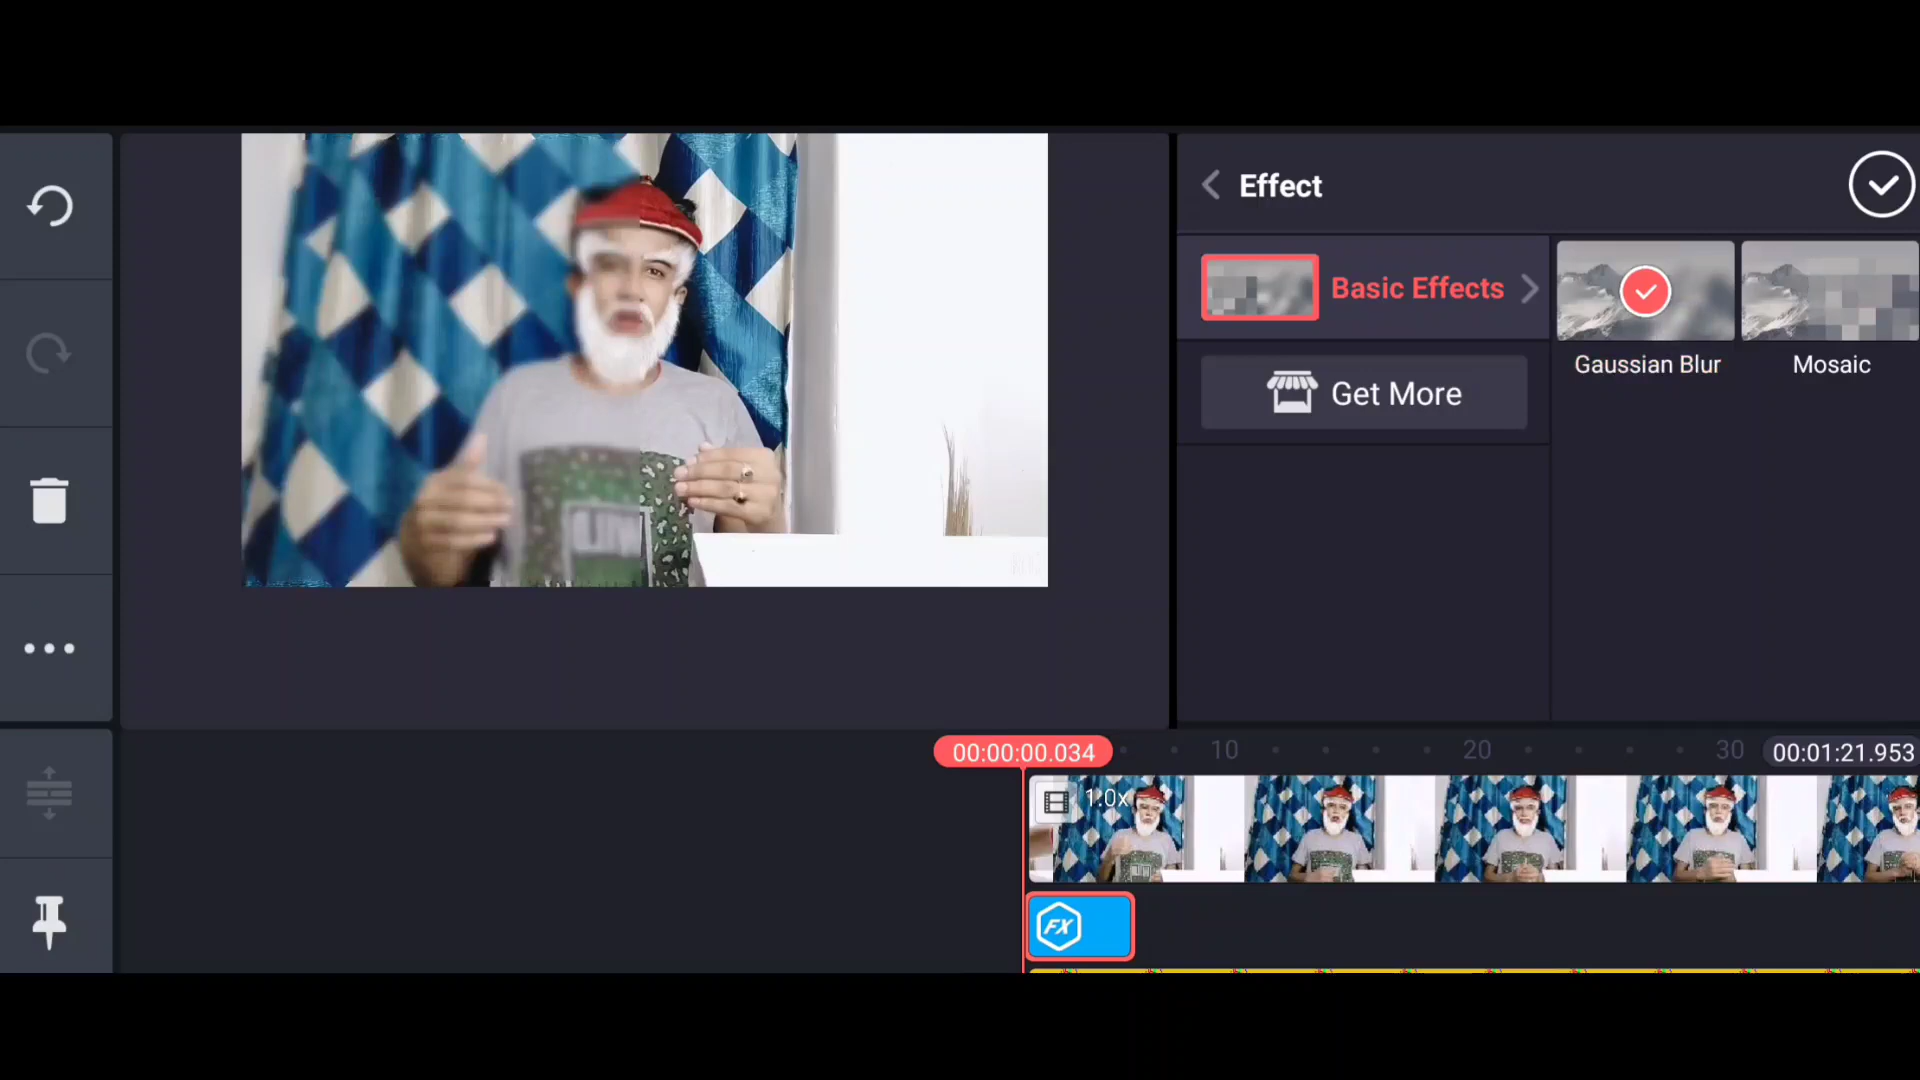 Effect
Basic Effects
Get More
Gaussian Blur
Mosaic
00:00:00.034
10
20
30
00:01:21.953
1.0x
FX